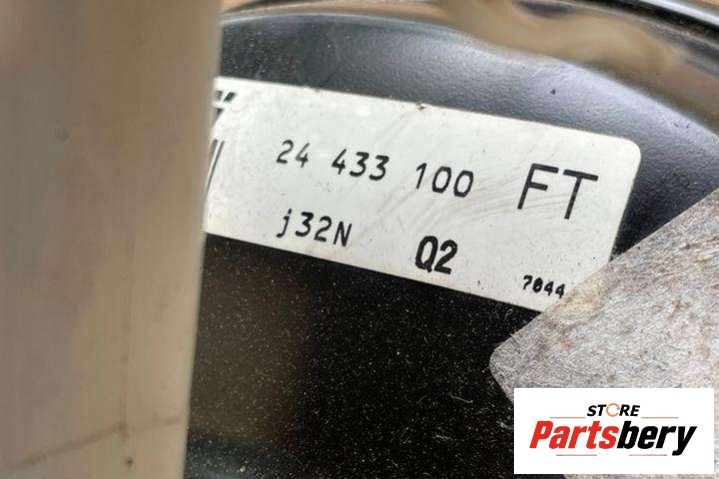 24 433 100 FT
j32N Q2 7844
STORE
Partsbery